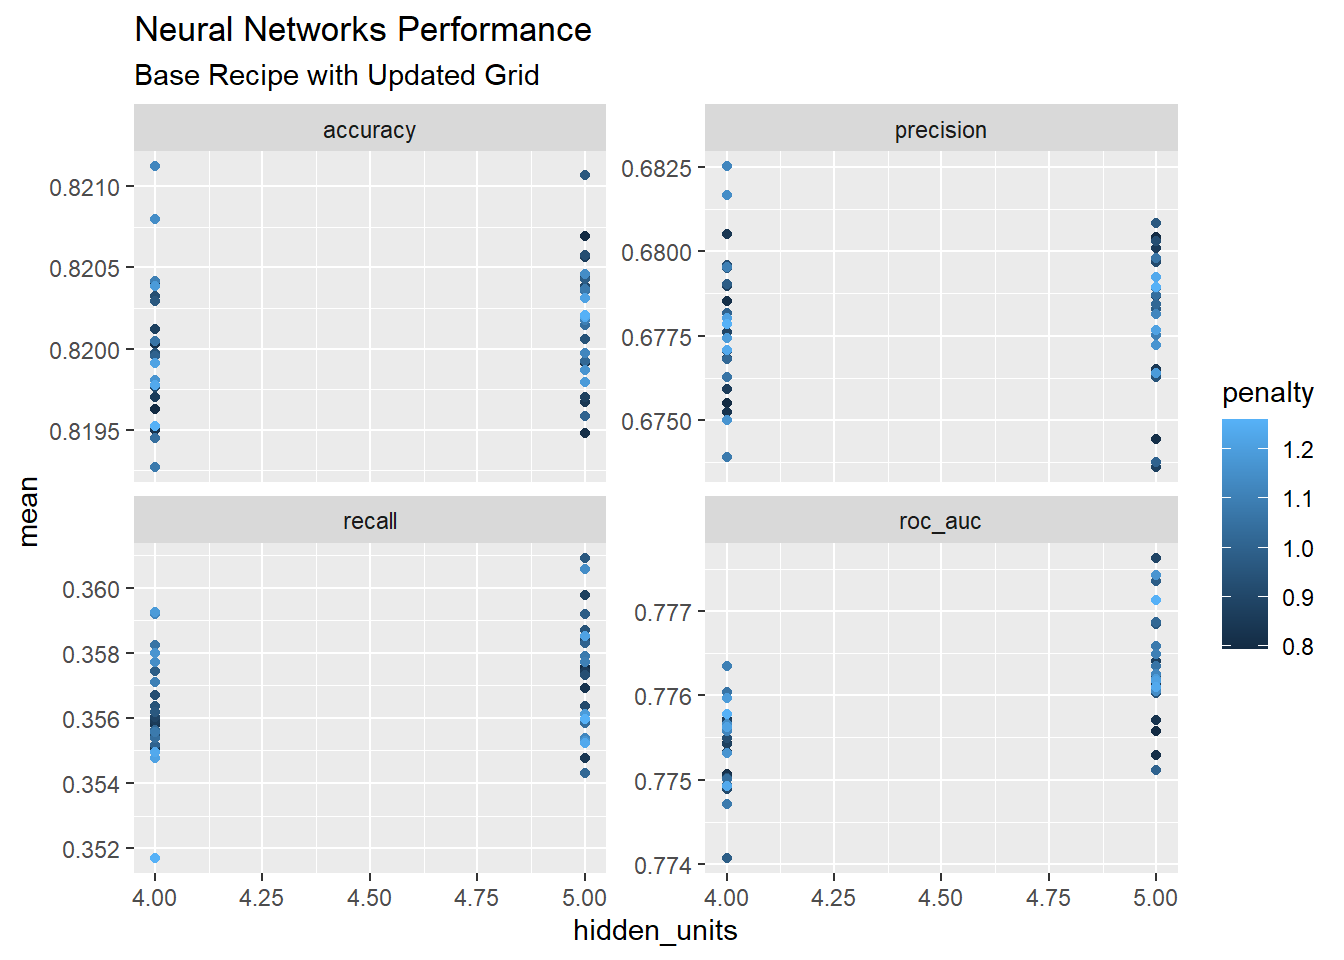 Neural Networks Performance
Base Recipe with Updated Grid
accuracy
0.8210
0.8205
0.8200
0.8195
precision
0.6825
0.6800
0.6775
0.6750
recall
0.360
0.358
0.356
0.354
0.352
4.00 4.25 4.50 4.75 5.00
roc_auc
0.777
0.776
0.775
0.774
4.00 4.25 4.50 4.75 5.00
mean
hidden_units
penalty
1.2
1.1
1.0
0.9
0.8